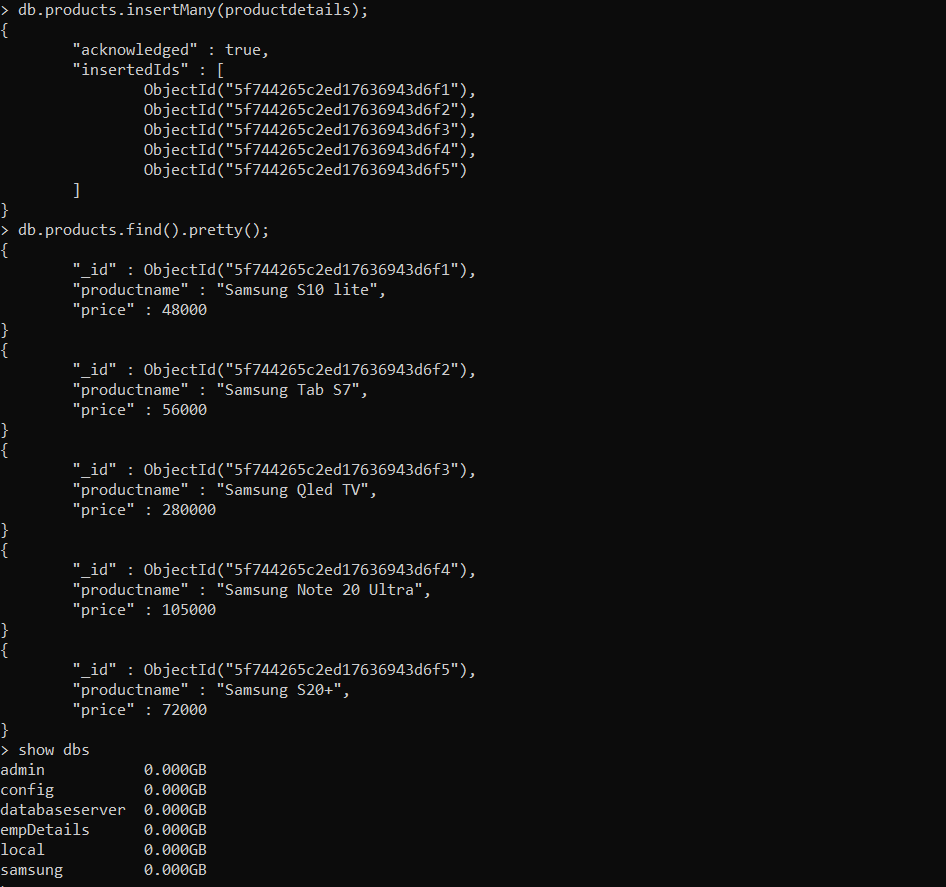 > db.products.insertMany(productdetails);
{
        "acknowledged" : true,
        "insertedIds" : [
                ObjectId("5f744265c2ed17636943d6f1"),
                ObjectId("5f744265c2ed17636943d6f2"),
                ObjectId("5f744265c2ed17636943d6f3"),
                ObjectId("5f744265c2ed17636943d6f4"),
                ObjectId("5f744265c2ed17636943d6f5")
        ]
}
> db.products.find().pretty();
{
        "_id" : ObjectId("5f744265c2ed17636943d6f1"),
        "productname" : "Samsung S10 lite",
        "price" : 48000
}
{
        "_id" : ObjectId("5f744265c2ed17636943d6f2"),
        "productname" : "Samsung Tab S7",
        "price" : 56000
}
{
        "_id" : ObjectId("5f744265c2ed17636943d6f3"),
        "productname" : "Samsung Qled TV",
        "price" : 280000
}
{
        "_id" : ObjectId("5f744265c2ed17636943d6f4"),
        "productname" : "Samsung Note 20 Ultra",
        "price" : 105000
}
{
        "_id" : ObjectId("5f744265c2ed17636943d6f5"),
        "productname" : "Samsung S20+",
        "price" : 72000
}
> show dbs
admin           0.000GB
config          0.000GB
databaseserver  0.000GB
empDetails      0.000GB
local           0.000GB
samsung         0.000GB